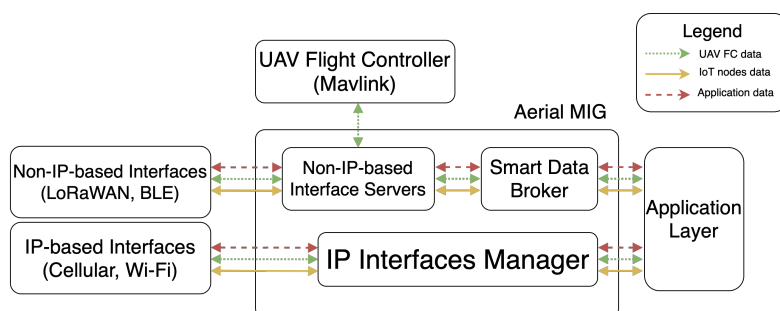 UAV Flight Controller
(Mavlink)
Legend
UAV FC data
IoT nodes data
Application data
Aerial MIG
Non-IP-based Interfaces
(LoRaWAN, BLE)
Non-IP-based
Interface Servers
Smart Data
Broker
Application
Layer
IP-based Interfaces
(Cellular, Wi-Fi)
IP Interfaces Manager